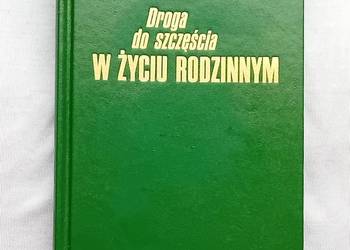 Droga
do szczęścia
W ŻYCIU RODZINNYM